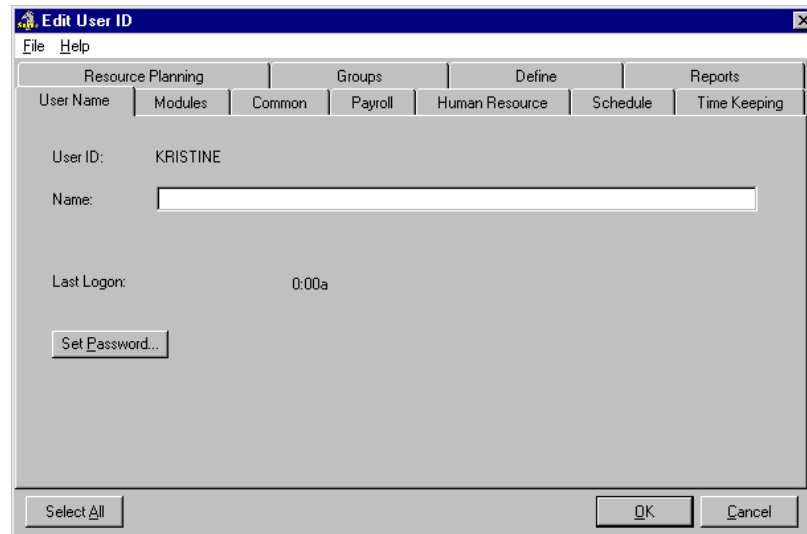 Edit User ID
File Help
Resource Planning Groups Define Reports
User Name Modules Common Payroll Human Resource Schedule Time Keeping
User ID: KRISTINE
Name:
Last Logon: 0:00a
Set Password...
Select All OK Cancel